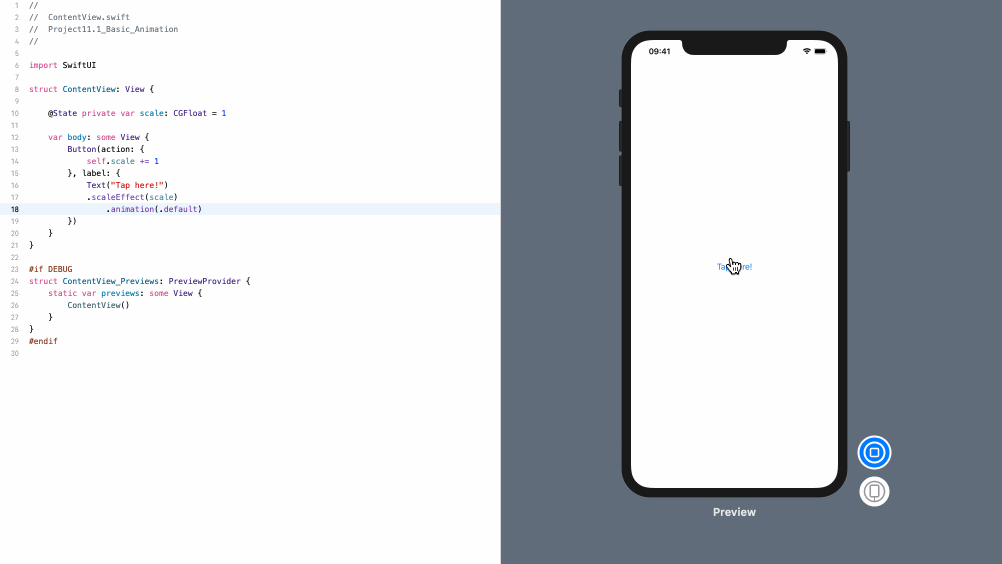 1 //
2 //  ContentView.swift
3 //  Project11.1_Basic_Animation
4 //
5
6 import SwiftUI
7
8 struct ContentView: View {
9
10     @State private var scale: CGFloat = 1
11
12     var body: some View {
13         Button(action: {
14             self.scale += 1
15         }, label: {
16             Text("Tap here!")
17             .scaleEffect(scale)
18                 .animation(.default)
19         })
20     }
21 }
22
23 #if DEBUG
24 struct ContentView_Previews: PreviewProvider {
25     static var previews: some View {
26         ContentView()
27     }
28 }
29 #endif
30
09:41
Preview